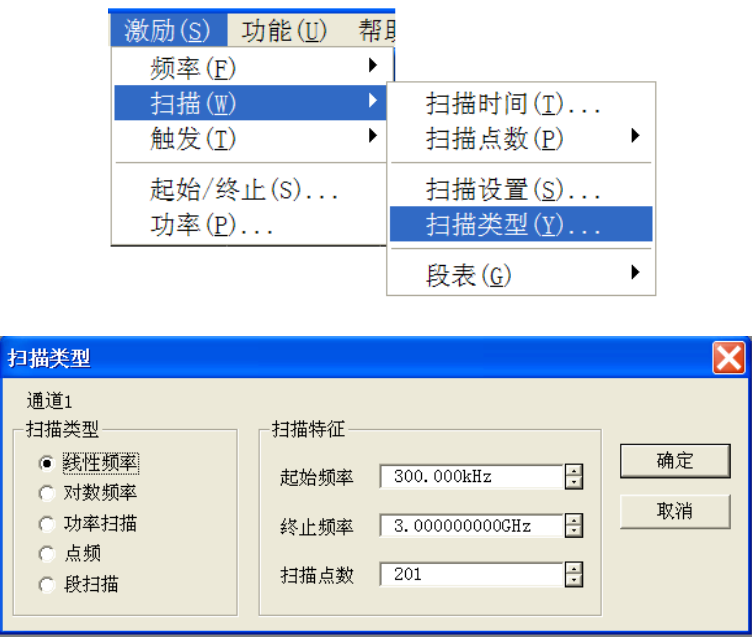 激励(S) 功能(U) 帮
频率(F)
扫描(W)
触发(T)
起始/终止(S)...
功率(P)...
扫描时间(T)...
扫描点数(P)
扫描设置(S)...
扫描类型(Y)...
段表(G)
扫描类型
通道1
扫描类型
线性频率
对数频率
功率扫描
点频
段扫描
扫描特征
起始频率 300.000kHz
终止频率 3.000000000GHz
扫描点数 201
确定
取消